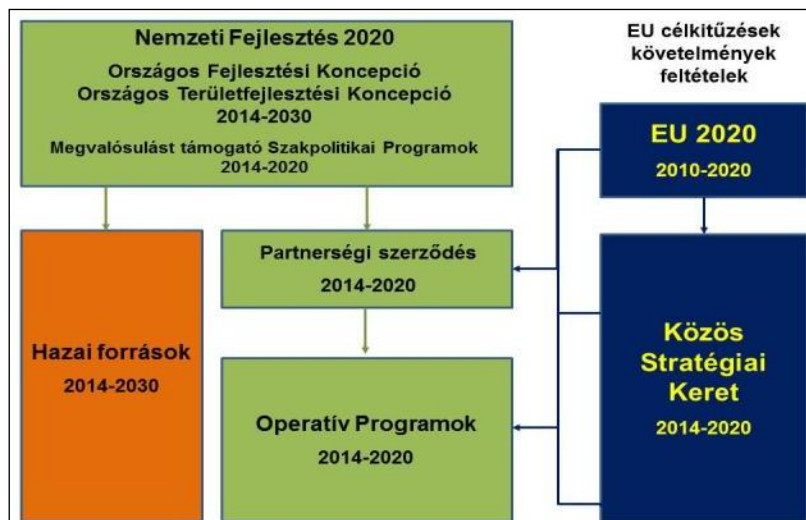 Nemzeti Fejlesztés 2020
Országos Fejlesztési Koncepció
Országos Területfejlesztési Koncepció
2014-2030
Megvalósulást támogató Szakpolitikai Programok
2014-2020
EU célkitűzések
követelmények
feltételek
EU 2020
2010-2020
Hazai források
2014-2030
Partnerségi szerződés
2014-2020
Operatív Programok
2014-2020
Közös
Stratégiai
Keret
2014-2020